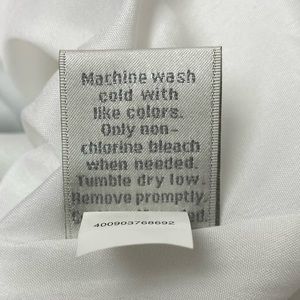 Machine wash
cold with
like colors.
Only non-
chlorine bleach
when needed.
Tumble dry low.
Remove promptly.
400903768692